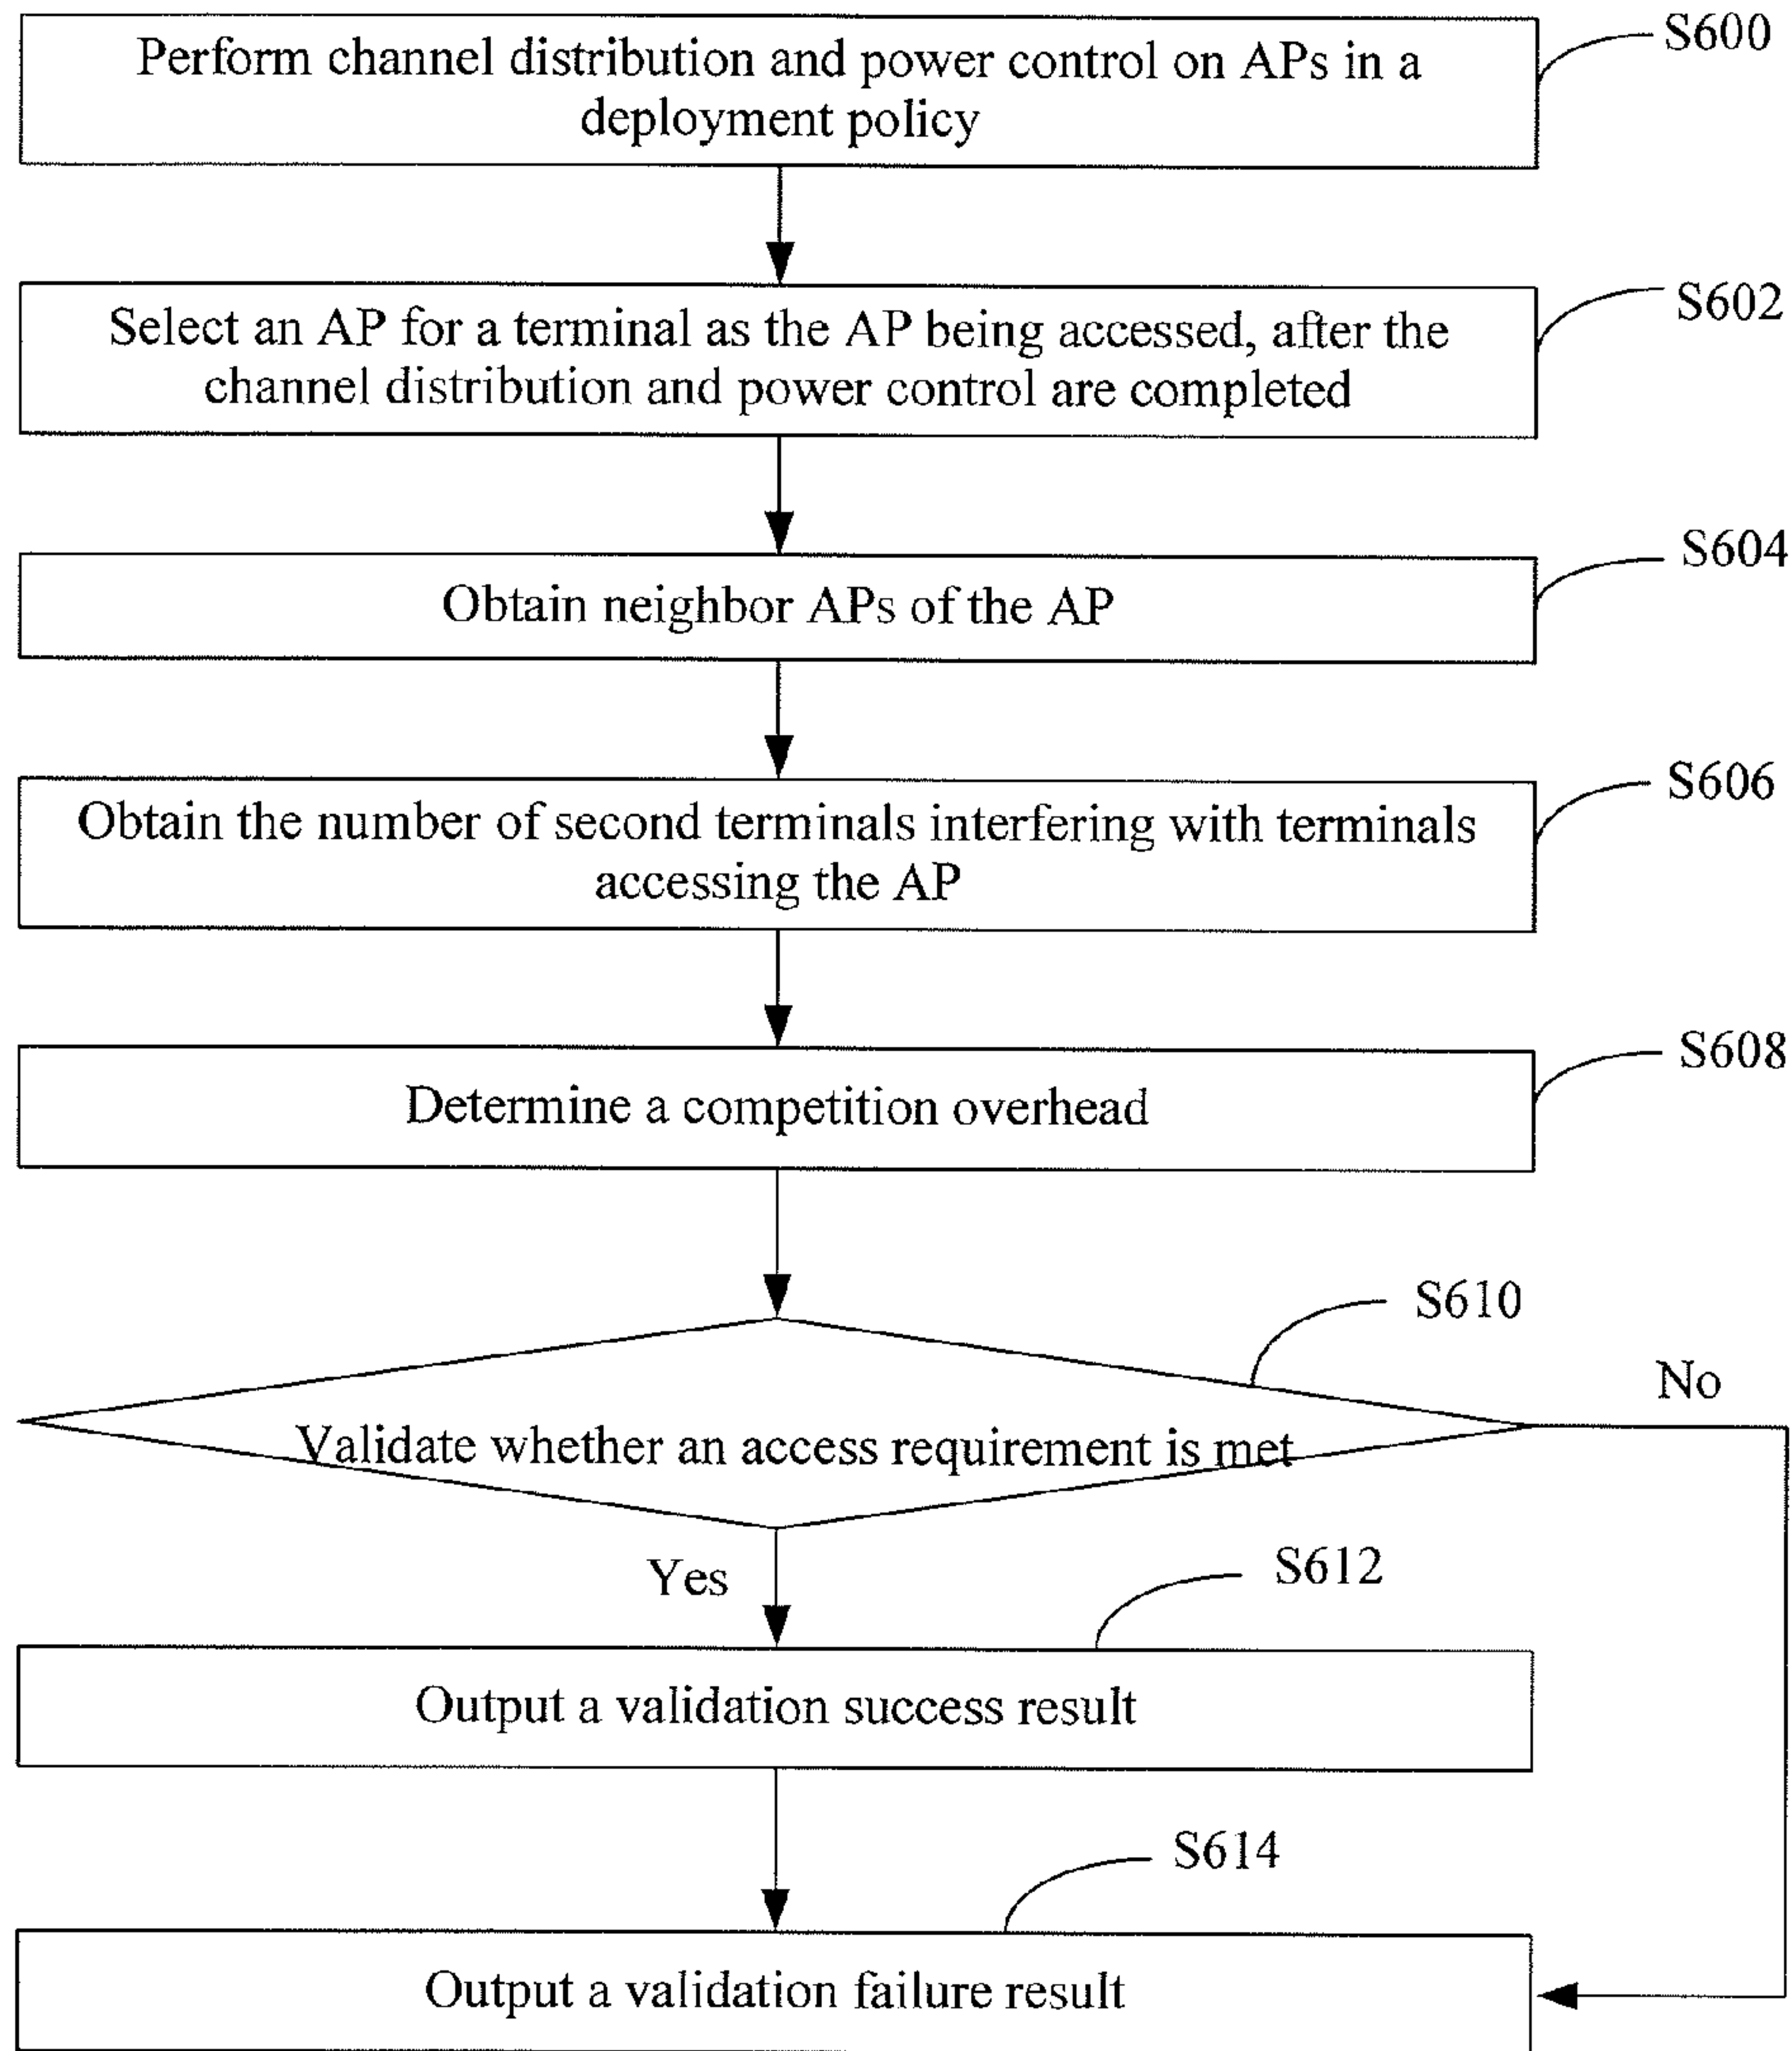 Perform channel distribution and power control on APs in a
deployment policy
S600
Select an AP for a terminal as the AP being accessed, after the
channel distribution and power control are completed
S602
Obtain neighbor APs of the AP
S604
Obtain the number of second terminals interfering with terminals
accessing the AP
S606
Determine a competition overhead
S608
Validate whether an access requirement is met
S610
No
Yes
S612
Output a validation success result
S614
Output a validation failure result